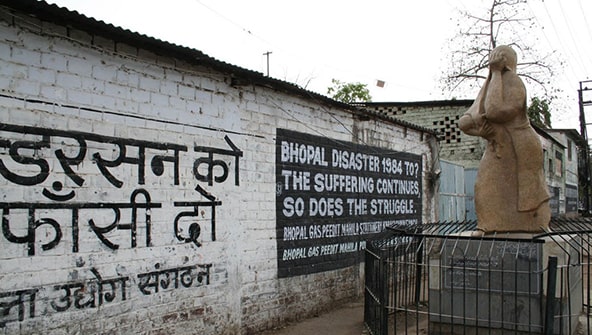 डरसन को
फाँसी दो
उद्योग संगठन
BHOPAL DISASTER 1984 TO?
THE SUFFERING CONTINUES,
SO DOES THE STRUGGLE.
BHOPAL GAS PEEDIT MAHILA STATIONERY
BHOPAL GAS PEEDIT MAHILA